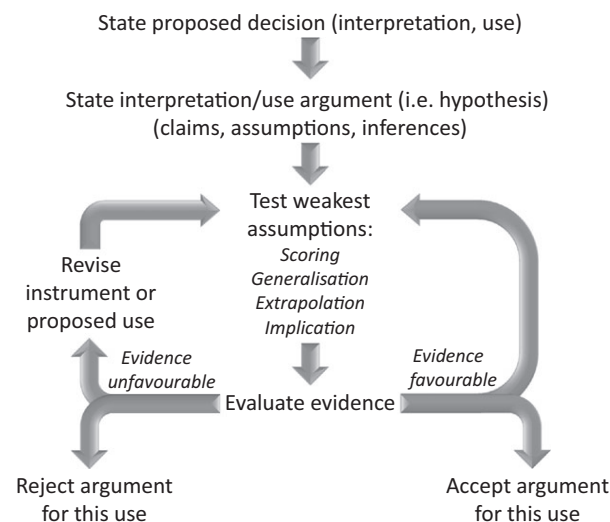 State proposed decision (interpretation, use)
State interpretation/use argument (i.e. hypothesis)
(claims, assumptions, inferences)
Test weakest
assumptions:
Scoring
Generalisation
Extrapolation
Implication
Revise
instrument or
proposed use
Evidence
unfavourable
Evidence
favourable
Evaluate evidence
Reject argument
for this use
Accept argument
for this use